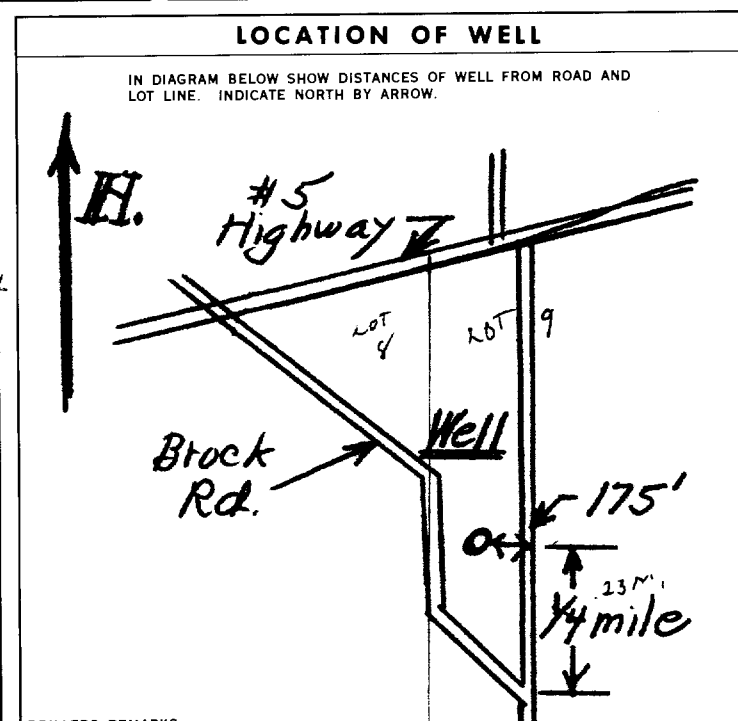 LOCATION OF WELL
IN DIAGRAM BELOW SHOW DISTANCES OF WELL FROM ROAD AND
LOT LINE. INDICATE NORTH BY ARROW.
N.
#5
Highway
LOT
8
LOT 9
Well
Brock
Rd.
175'
.23 M.
1/4 mile